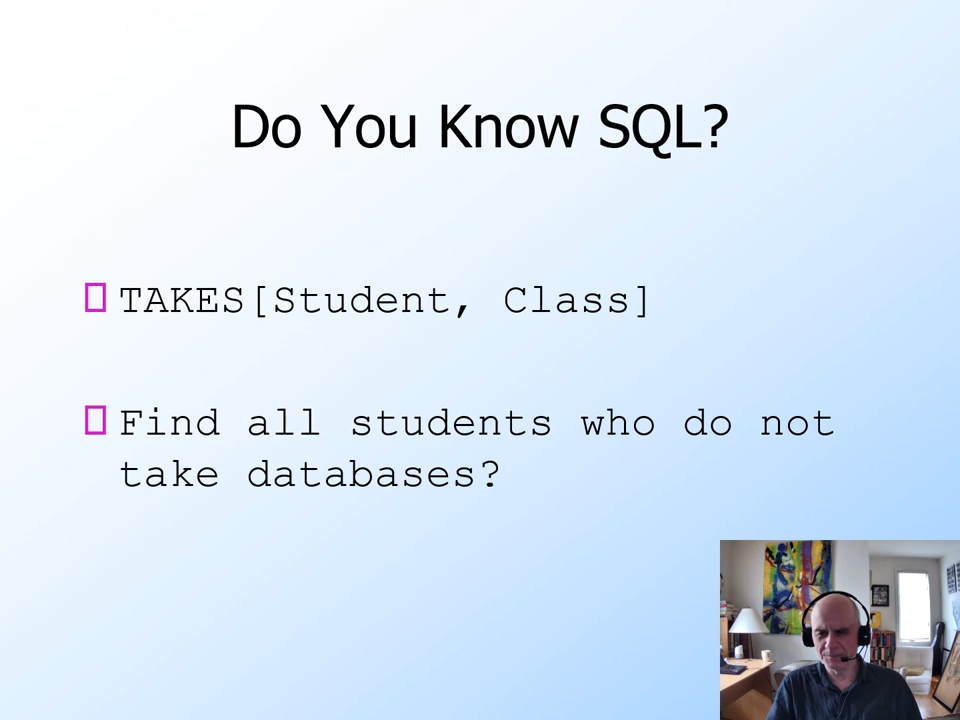 Do You Know SQL?
TAKES[Student, Class]
Find all students who do not
take databases?